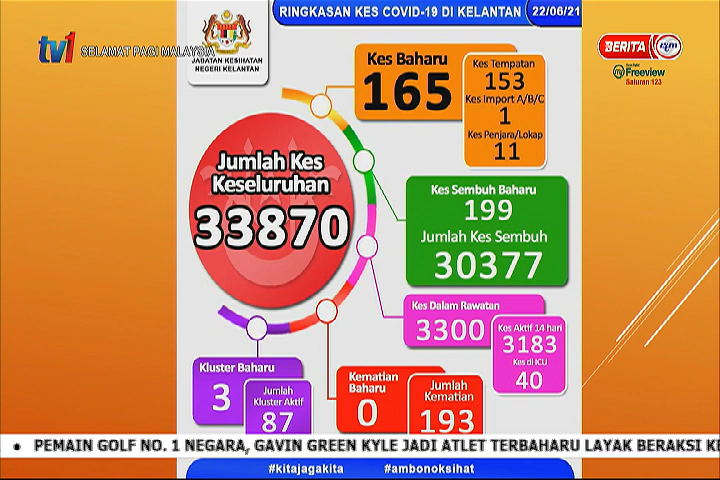 RINGKASAN KES COVID-19 DI KELANTAN 22/06/21
tv1 SELAMAT PAGI MALAYSIA
JABATAN KESIHATAN
NEGERI KELANTAN
BERITA rtm
Freeview
Saluran 123
Kes Baharu
165
Kes Tempatan
153
Kes Import A/B/C
1
Kes Penjara/Lokap
11
Jumlah Kes
Keseluruhan
33870
Kes Sembuh Baharu
199
Jumlah Kes Sembuh
30377
Kes Dalam Rawatan
3300
Kes Aktif 14 hari
3183
Kes di ICU
40
Kluster Baharu
3
Jumlah
Kluster Aktif
87
Kematian
Baharu
0
Jumlah
Kematian
193
• PEMAIN GOLF NO. 1 NEGARA, GAVIN GREEN KYLE JADI ATLET TERBAHARU LAYAK BERAKSI KE
#kitajagakita #ambonoksihat